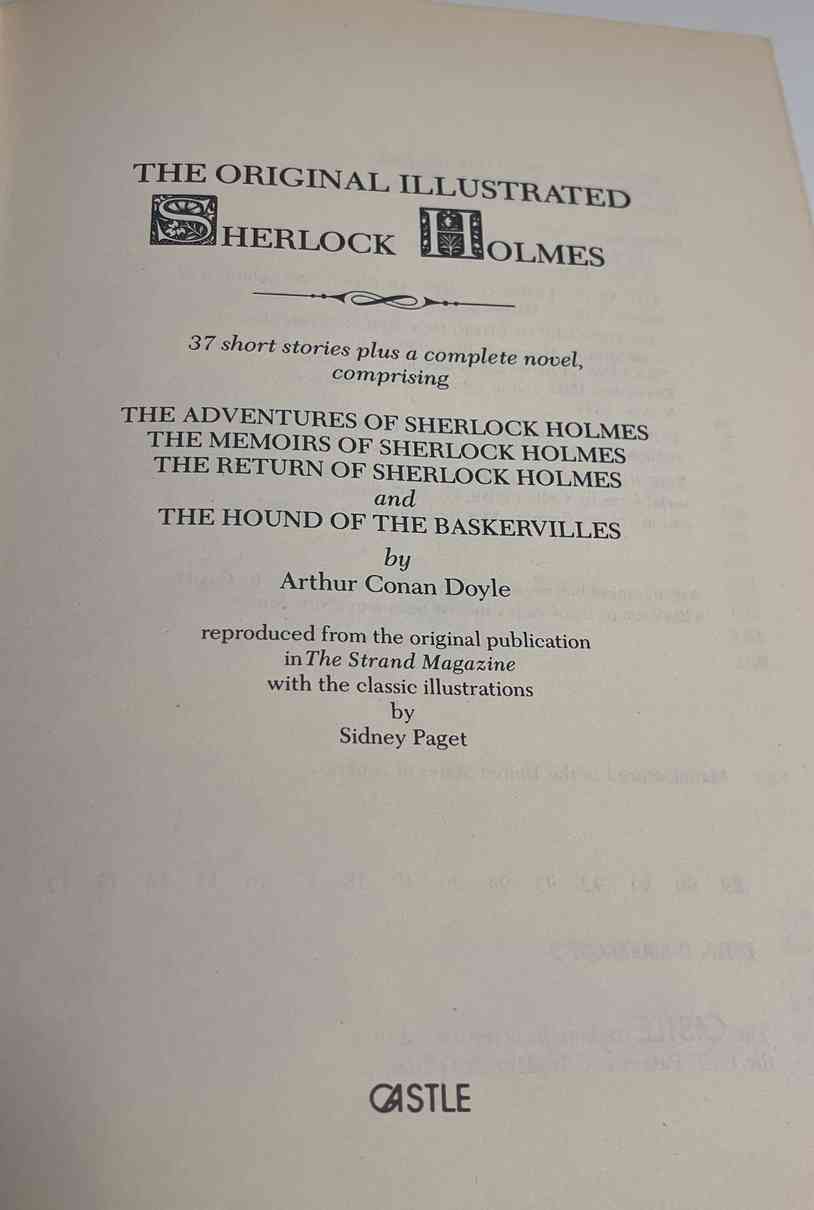 THE ORIGINAL ILLUSTRATED
SHERLOCK HOLMES
37 short stories plus a complete novel,
comprising
THE ADVENTURES OF SHERLOCK HOLMES
THE MEMOIRS OF SHERLOCK HOLMES
THE RETURN OF SHERLOCK HOLMES
and
THE HOUND OF THE BASKERVILLES
by
Arthur Conan Doyle
reproduced from the original publication
in The Strand Magazine
with the classic illustrations
by
Sidney Paget
CASTLE